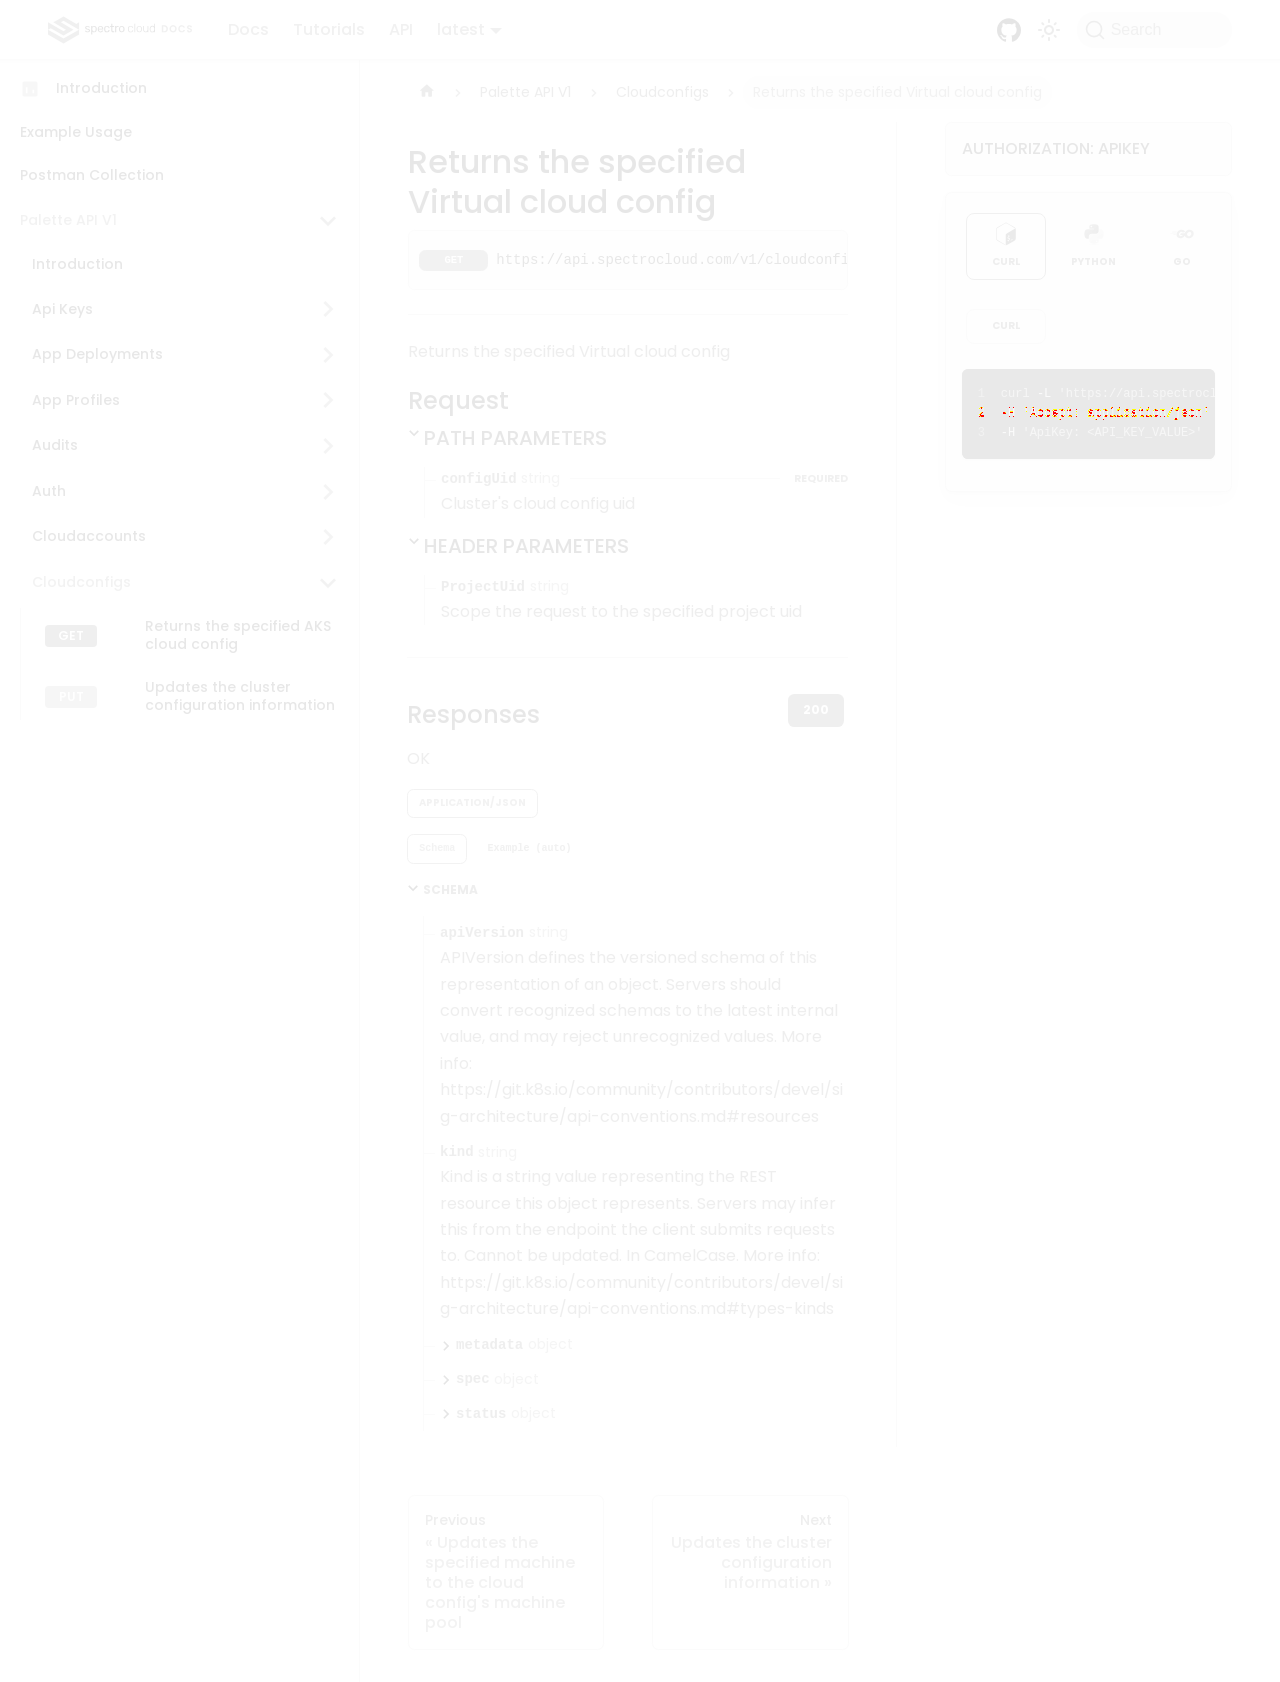 spectro cloud DOCS
Docs
Tutorials
API
latest
Search
Introduction
Example Usage
Postman Collection
Palette API V1
Introduction
Api Keys
App Deployments
App Profiles
Audits
Auth
Cloudaccounts
Cloudconfigs
GET
Returns the specified AKS
cloud config
PUT
Updates the cluster
configuration information
Palette API V1
Cloudconfigs
Returns the specified Virtual cloud config
Returns the specified
Virtual cloud config
GET https://api.spectrocloud.com/v1/cloudconfi
Returns the specified Virtual cloud config
Request
PATH PARAMETERS
configUid string REQUIRED
Cluster's cloud config uid
HEADER PARAMETERS
ProjectUid string
Scope the request to the specified project uid
Responses
200
OK
APPLICATION/JSON
Schema
Example (auto)
SCHEMA
apiVersion string
APIVersion defines the versioned schema of this
representation of an object. Servers should
convert recognized schemas to the latest internal
value, and may reject unrecognized values. More
info:
https://git.k8s.io/community/contributors/devel/si
g-architecture/api-conventions.md#resources
kind string
Kind is a string value representing the REST
resource this object represents. Servers may infer
this from the endpoint the client submits requests
to. Cannot be updated. In CamelCase. More info:
https://git.k8s.io/community/contributors/devel/si
g-architecture/api-conventions.md#types-kinds
metadata object
spec object
status object
Previous
« Updates the
specified machine
to the cloud
config's machine
pool
Next
Updates the cluster
configuration
information »
AUTHORIZATION: APIKEY
CURL
PYTHON
GO
GO
CURL
1 curl -L 'https://api.spectrocl
2 -H 'Accept: application/json'
3 -H 'ApiKey: <API_KEY_VALUE>'